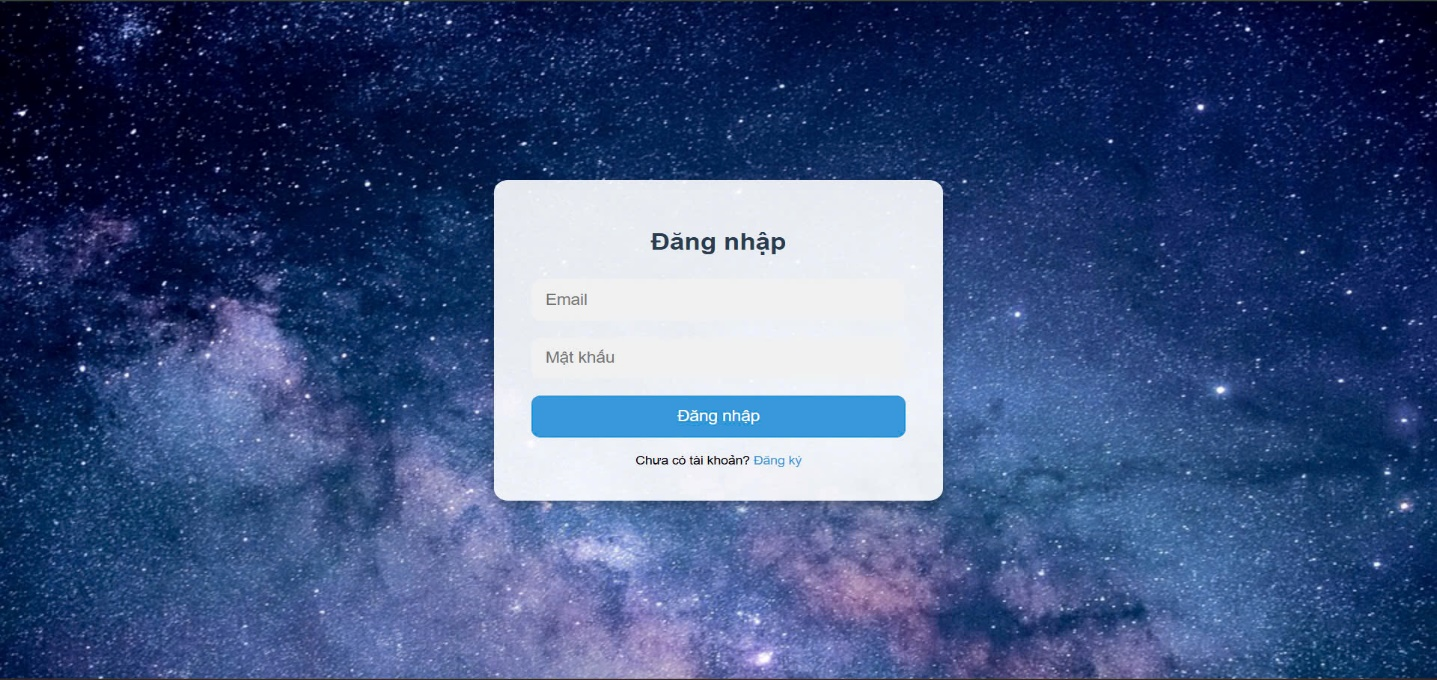 Đăng nhập
Email
Mật khẩu
Đăng nhập
Chưa có tài khoản? Đăng ký